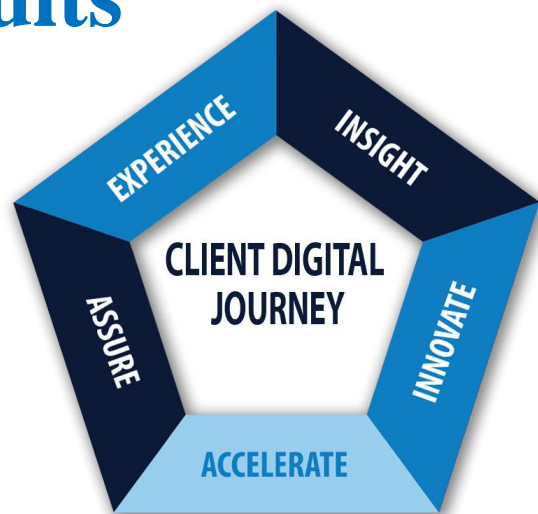 EXPERIENCE
INSIGHT
CLIENT DIGITAL
JOURNEY
ASSURE
INNOVATE
ACCELERATE